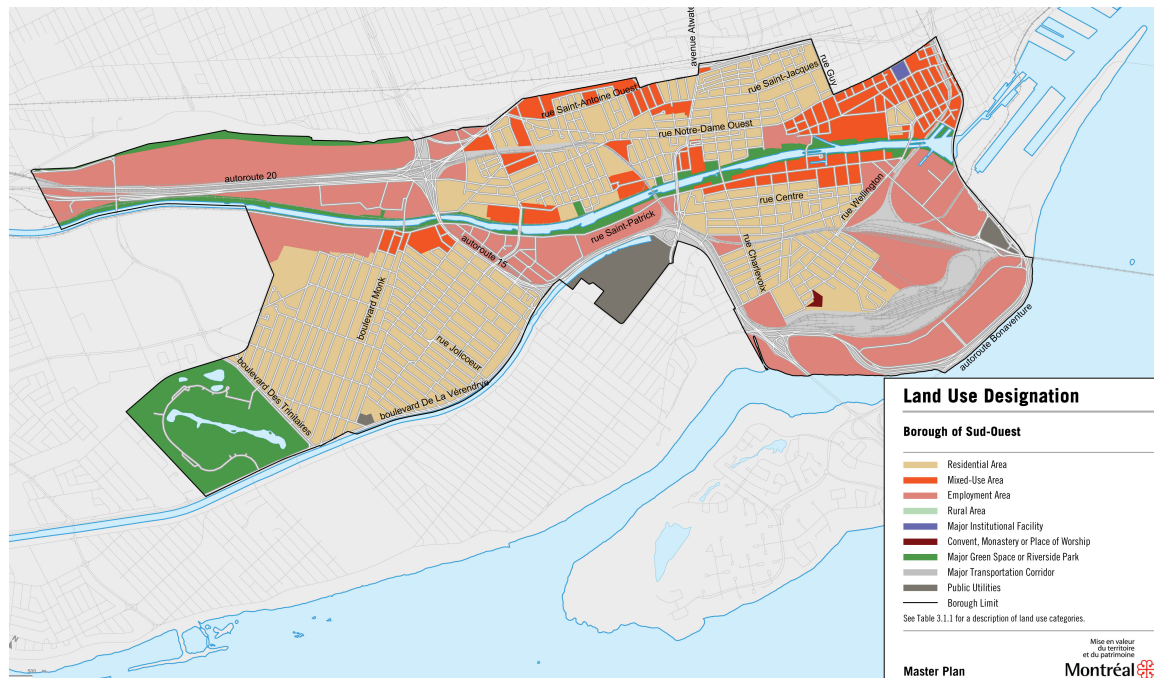 avenue Atwater
rue Guy
rue Saint-Jacques
rue Saint-Antoine Ouest
rue Notre-Dame Ouest
autoroute 20
rue Centre
rue Wellington
rue Saint-Patrick
autoroute 15
rue Charlevoix
boulevard Monk
rue Jolicoeur
autoroute Bonaventure
boulevard Des Trinitaires
boulevard De La Vérendrye
Land Use Designation
Borough of Sud-Ouest
Residential Area
Mixed-Use Area
Employment Area
Rural Area
Major Institutional Facility
Convent, Monastery or Place of Worship
Major Green Space or Riverside Park
Major Transportation Corridor
Public Utilities
Borough Limit
See Table 3.1.1 for a description of land use categories.
Mise en valeur
du territoire
et du patrimoine
Master Plan
Montréal
N